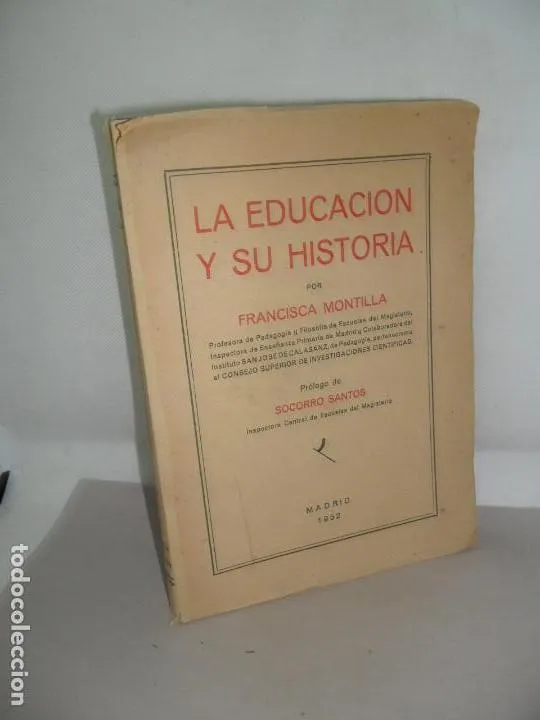 LA EDUCACION
Y SU HISTORIA
POR
FRANCISCA MONTILLA
Profesora de Pedagogía y Filosofía de Escuelas del Magisterio,
Inspectora de Enseñanza Primaria de Madrid y Colaboradora del
Instituto SAN JOSE DE CALASANZ, de Pedagogía, perteneciente
al CONSEJO SUPERIOR DE INVESTIGACIONES CIENTIFICAS.
Prólogo de
SOCORRO SANTOS
Inspectora Central de Escuelas del Magisterio
MADRID
1952
todocoleccion